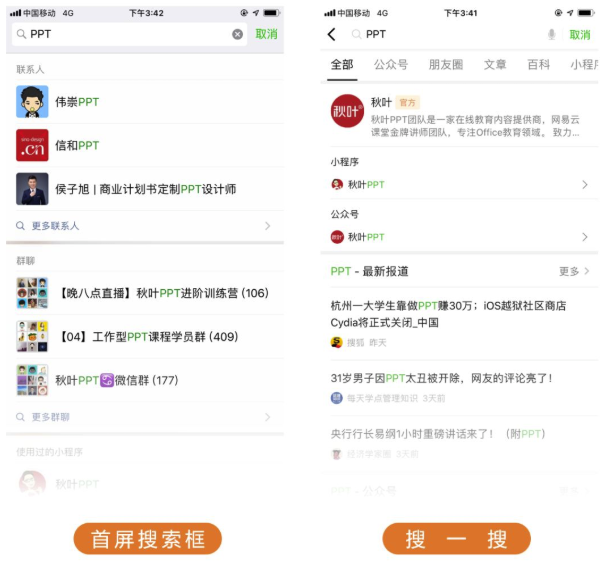 中国移动 4G 下午3:42
PPT 取消
联系人
伟崇PPT
sino design
.cn
信和PPT
侯子旭 | 商业计划书定制PPT设计师
更多联系人
群聊
【晚八点直播】秋叶PPT进阶训练营 (106)
【04】工作型PPT课程学员群 (409)
秋叶PPT♋微信群 (177)
更多群聊
使用过的小程序
秋叶PPT
首屏搜索框
中国移动 4G 下午3:41
PPT 取消
全部 公众号 朋友圈 文章 百科 小程序
秋叶
秋叶 官方
秋叶PPT团队是一家在线教育内容提供商，网易云
课堂金牌讲师团队，专注Office教育领域。 致力...
小程序
秋叶PPT
公众号
秋叶PPT
PPT - 最新报道 更多
杭州一大学生靠做PPT赚30万；iOS越狱社区商店
Cydia将正式关闭_中国
搜狐 昨天
31岁男子因PPT太丑被开除，网友的评论亮了！
每天学点管理知识 3天前
央行行长易纲1小时重磅讲话来了！（附PPT）
经济学家圈 3天前
PPT - 公众号 更多
搜 一 搜